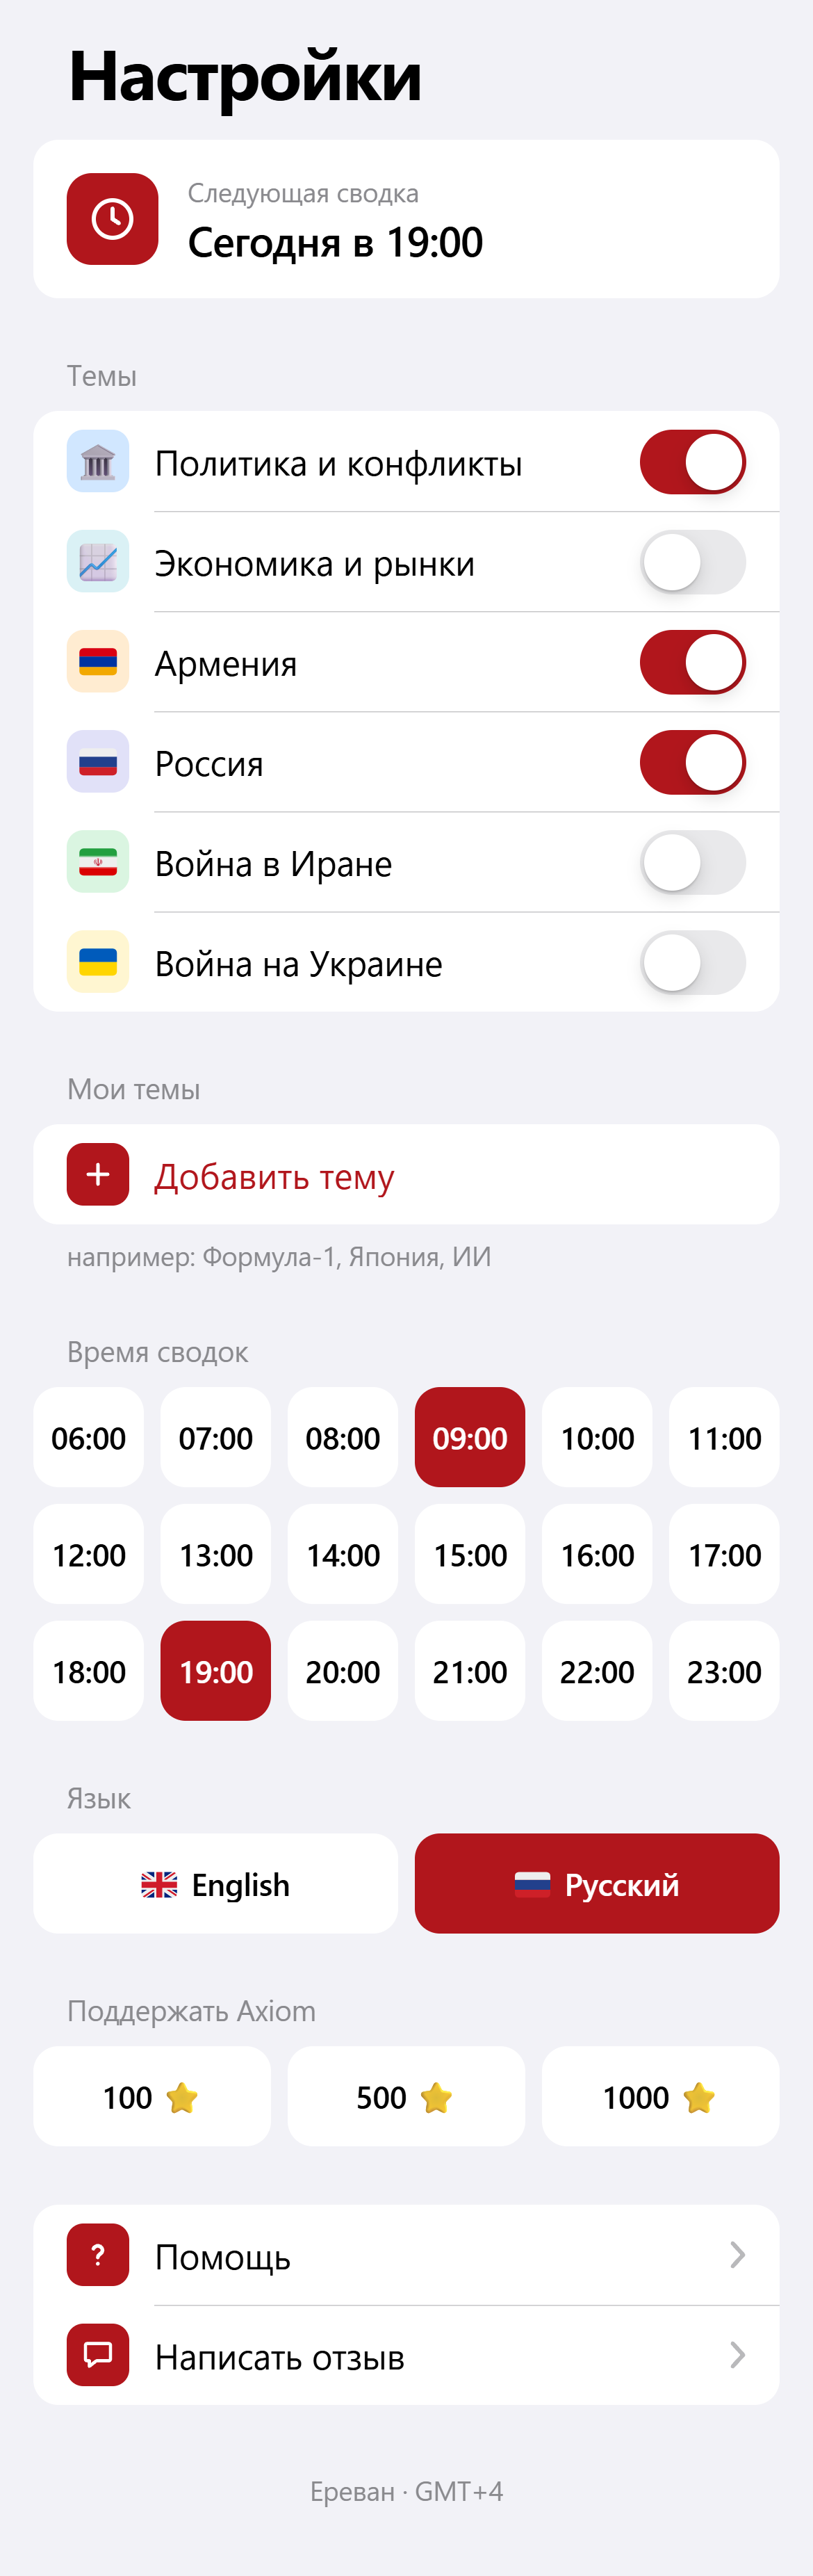 Настройки
Следующая сводка
Сегодня в 19:00
Темы
Политика и конфликты
Экономика и рынки
Армения
Россия
Война в Иране
Война на Украине
Мои темы
Добавить тему
например: Формула-1, Япония, ИИ
Время сводок
06:00 07:00 08:00 09:00 10:00 11:00
12:00 13:00 14:00 15:00 16:00 17:00
18:00 19:00 20:00 21:00 22:00 23:00
Язык
English Русский
Поддержать Axiom
100 500 1000
? Помощь
Написать отзыв
Ереван · GMT+4